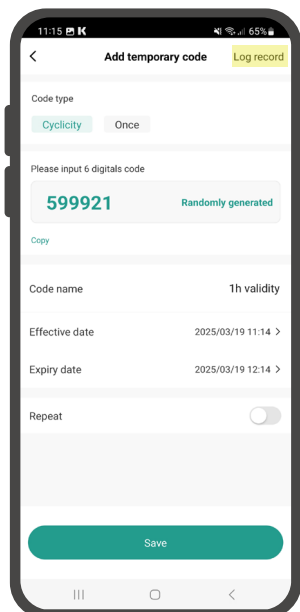 11:15 K 65%
Add temporary code Log record
Code type
Cyclicity Once
Please input 6 digitals code
599921 Randomly generated
Copy
Code name 1h validity
Effective date 2025/03/19 11:14 >
Expiry date 2025/03/19 12:14 >
Repeat
Save